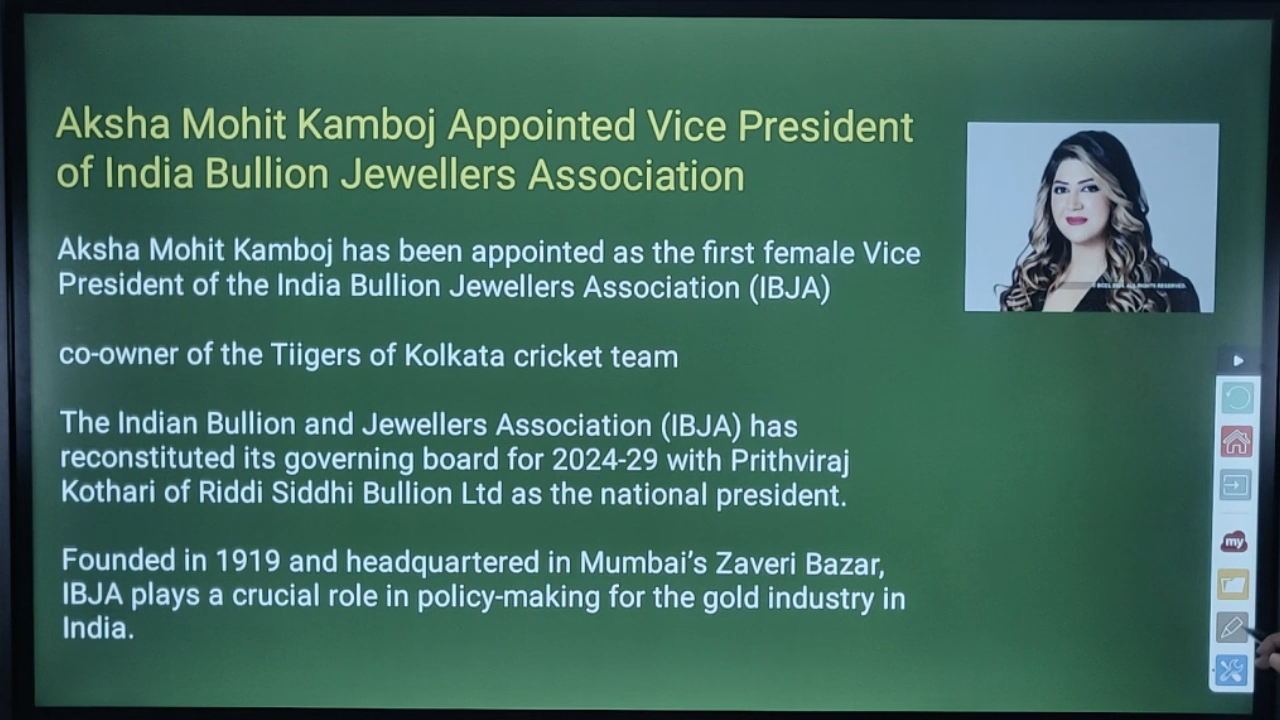 Aksha Mohit Kamboj Appointed Vice President
of India Bullion Jewellers Association
Aksha Mohit Kamboj has been appointed as the first female Vice
President of the India Bullion Jewellers Association (IBJA)
co-owner of the Tiigers of Kolkata cricket team
The Indian Bullion and Jewellers Association (IBJA) has
reconstituted its governing board for 2024-29 with Prithviraj
Kothari of Riddi Siddhi Bullion Ltd as the national president.
Founded in 1919 and headquartered in Mumbai's Zaveri Bazar,
IBJA plays a crucial role in policy-making for the gold industry in
India.
ALL RIGHTS RESERVED.
my